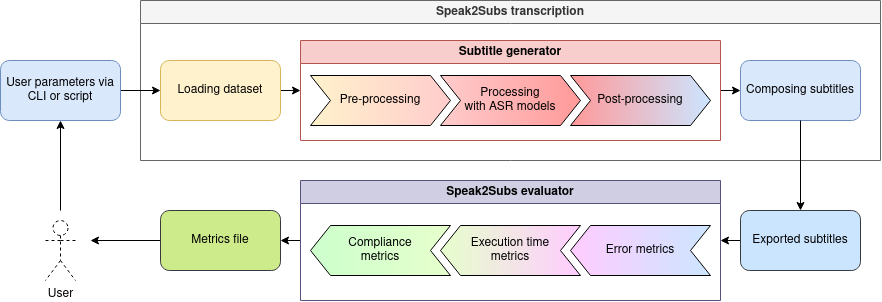 Speak2Subs transcription
Subtitle generator
User parameters via
CLI or script
Loading dataset
Pre-processing
Processing
with ASR models
Post-processing
Composing subtitles
Speak2Subs evaluator
Metrics file
Compliance
metrics
Execution time
metrics
Error metrics
Exported subtitles
User